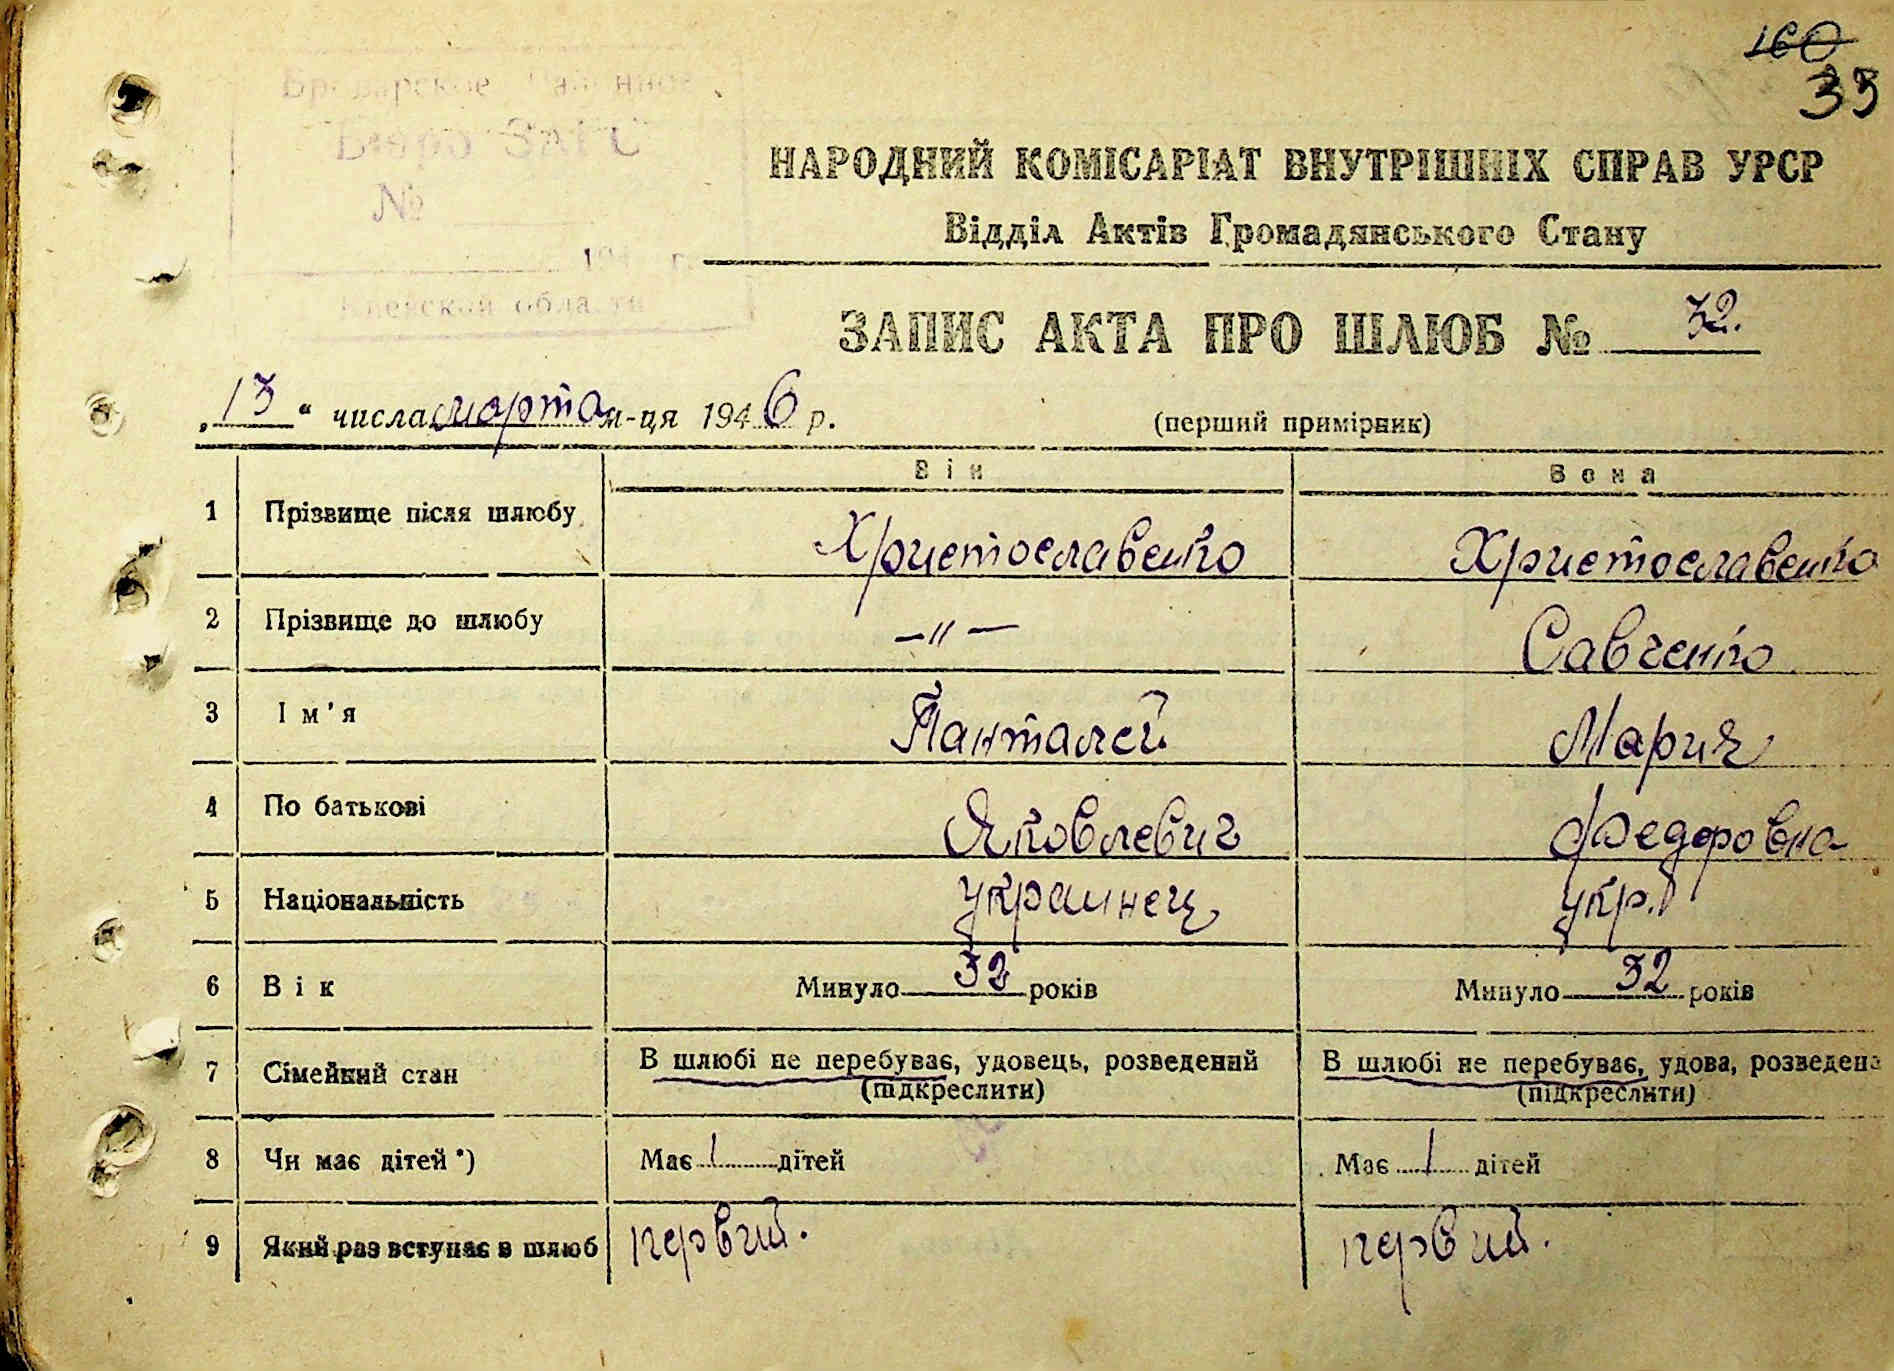 160
35
Броварское Районное
Бюро ЗАГС
№
194 г.
Киевской области
НАРОДНИЙ КОМІСАРІАТ ВНУТРІШНІХ СПРАВ УРСР
Відділ Актів Громадянського Стану
ЗАПИС АКТА ПРО ШЛЮБ № 32.
„13“ числа марта м-ця 1946 р. (перший примірник)
Він Вона
1 Прізвище після шлюбу Христославенко Христославенко
2 Прізвище до шлюбу —〃— Савченко
3 Ім'я Панталей Мария
4 По батькові Яковлевич Федоровна
5 Національність украинец укр.
6 Вік Минуло 32 років Минуло 32 років
7 Сімейний стан В шлюбі не перебуває, удовець, розведений В шлюбі не перебуває, удова, розведена
(підкреслити) (підкреслити)
8 Чи має дітей *) Має 1 дітей Має 1 дітей
9 Який раз вступає в шлюб первий. первий.